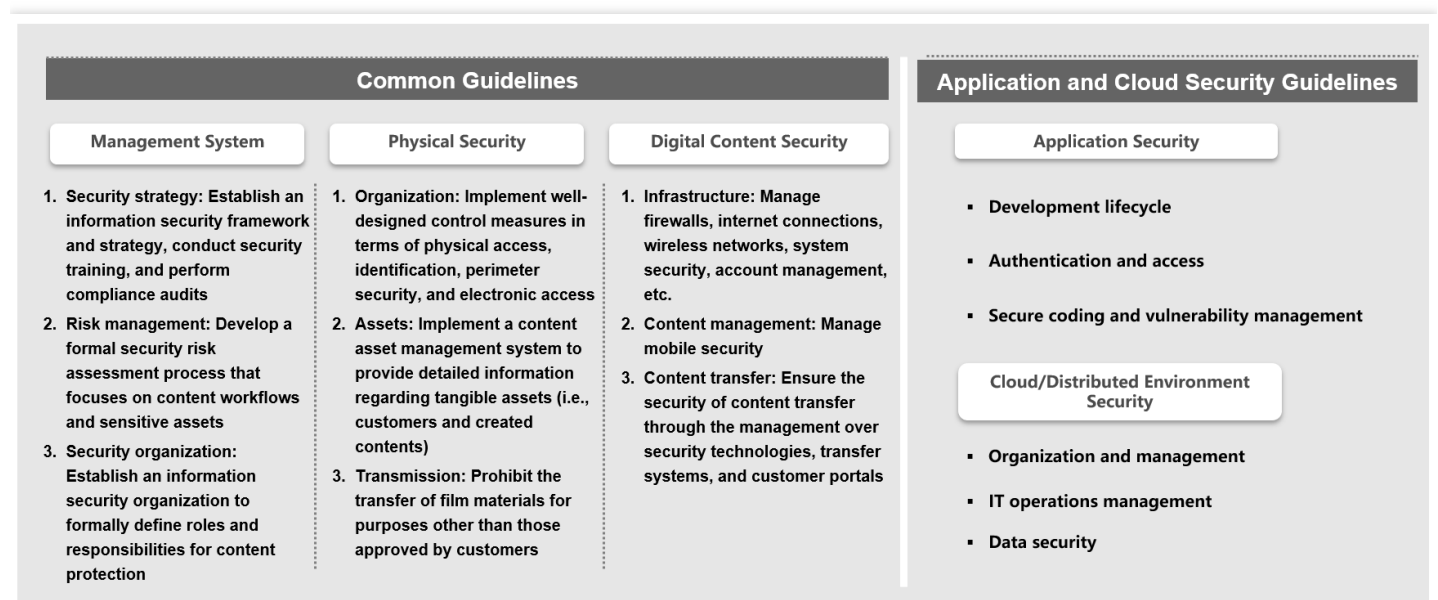 Common Guidelines
Management System
1. Security strategy: Establish an
information security framework
and strategy, conduct security
training, and perform
compliance audits
2. Risk management: Develop a
formal security risk
assessment process that
focuses on content workflows
and sensitive assets
3. Security organization:
Establish an information
security organization to
formally define roles and
responsibilities for content
protection
Physical Security
1. Organization: Implement well-
designed control measures in
terms of physical access,
identification, perimeter
security, and electronic access
2. Assets: Implement a content
asset management system to
provide detailed information
regarding tangible assets (i.e.,
customers and created
contents)
3. Transmission: Prohibit the
transfer of film materials for
purposes other than those
approved by customers
Digital Content Security
1. Infrastructure: Manage
firewalls, internet connections,
wireless networks, system
security, account management,
etc.
2. Content management: Manage
mobile security
3. Content transfer: Ensure the
security of content transfer
through the management over
security technologies, transfer
systems, and customer portals
Application and Cloud Security Guidelines
Application Security
▪ Development lifecycle
▪ Authentication and access
▪ Secure coding and vulnerability management
Cloud/Distributed Environment
Security
▪ Organization and management
▪ IT operations management
▪ Data security